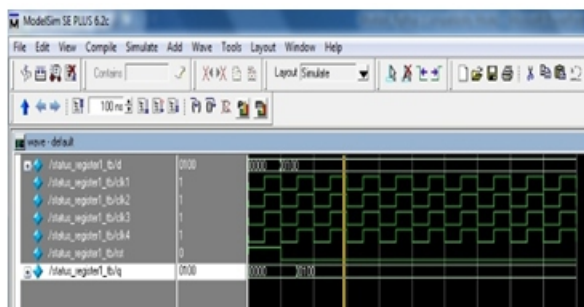 ModelSim SE PLUS 6.2c
File Edit View Compile Simulate Add Wave Tools Layout Window Help
Contains Layout Simulate
100 ns
wave - default
/status_register1_tb/d 0100 0000 0100
/status_register1_tb/clk1 1
/status_register1_tb/clk2 1
/status_register1_tb/clk3 1
/status_register1_tb/clk4 1
/status_register1_tb/rst 0
/status_register1_tb/q 0100 0000 0100